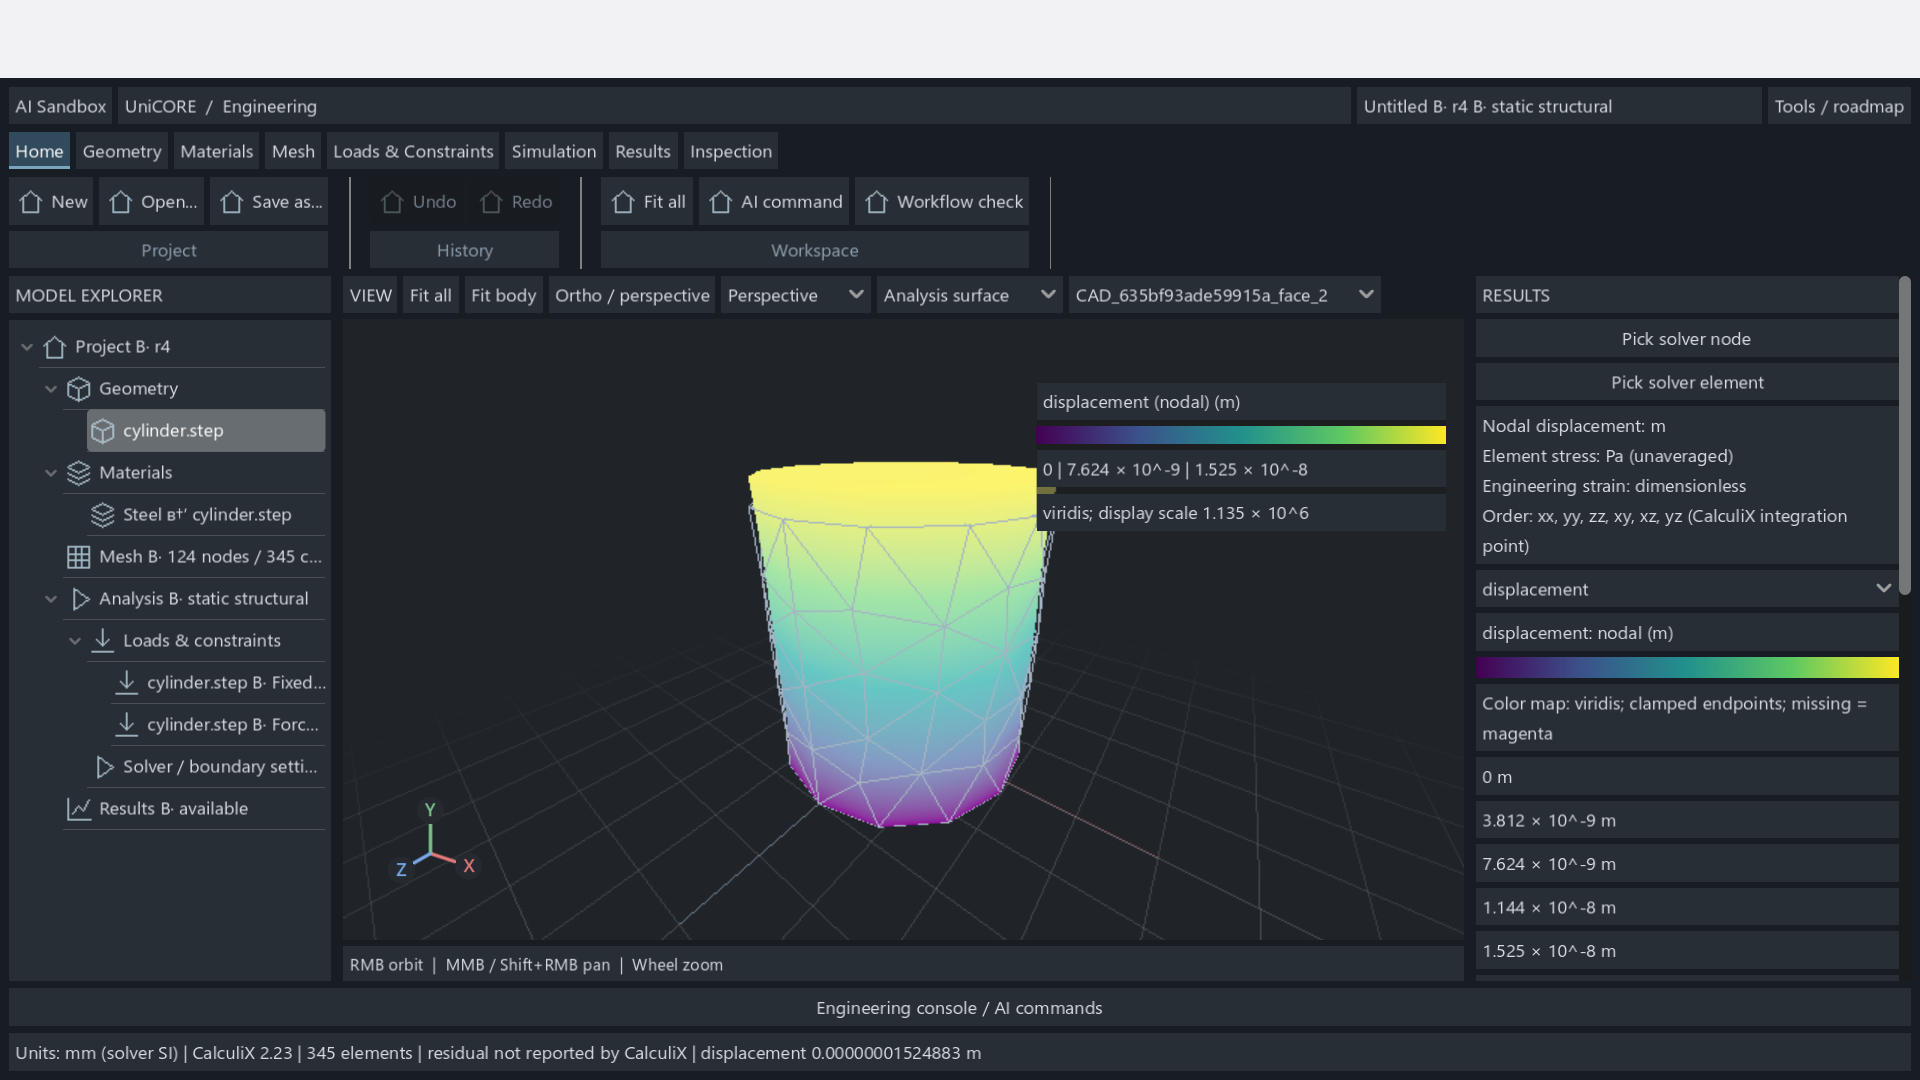 AI Sandbox
UniCORE / Engineering
Untitled В· r4 В· static structural
Tools / roadmap
Home
Geometry
Materials
Mesh
Loads & Constraints
Simulation
Results
Inspection
New
Open...
Save as...
Undo
Redo
Fit all
AI command
Workflow check
Project
History
Workspace
MODEL EXPLORER
VIEW
Fit all
Fit body
Ortho / perspective
Perspective
Analysis surface
CAD_635bf93ade59915a_face_2
RESULTS
Project В· r4
Geometry
cylinder.step
Materials
Steel в†’ cylinder.step
Mesh В· 124 nodes / 345 c...
Analysis В· static structural
Loads & constraints
cylinder.step В· Fixed...
cylinder.step В· Forc...
Solver / boundary setti...
Results В· available
displacement (nodal) (m)
0 | 7.624 × 10^-9 | 1.525 × 10^-8
viridis; display scale 1.135 × 10^6
Y
Z
X
RMB orbit | MMB / Shift+RMB pan | Wheel zoom
Pick solver node
Pick solver element
Nodal displacement: m
Element stress: Pa (unaveraged)
Engineering strain: dimensionless
Order: xx, yy, zz, xy, xz, yz (CalculiX integration
point)
displacement
displacement: nodal (m)
Color map: viridis; clamped endpoints; missing =
magenta
0 m
3.812 × 10^-9 m
7.624 × 10^-9 m
1.144 × 10^-8 m
1.525 × 10^-8 m
Engineering console / AI commands
Units: mm (solver SI) | CalculiX 2.23 | 345 elements | residual not reported by CalculiX | displacement 0.00000001524883 m